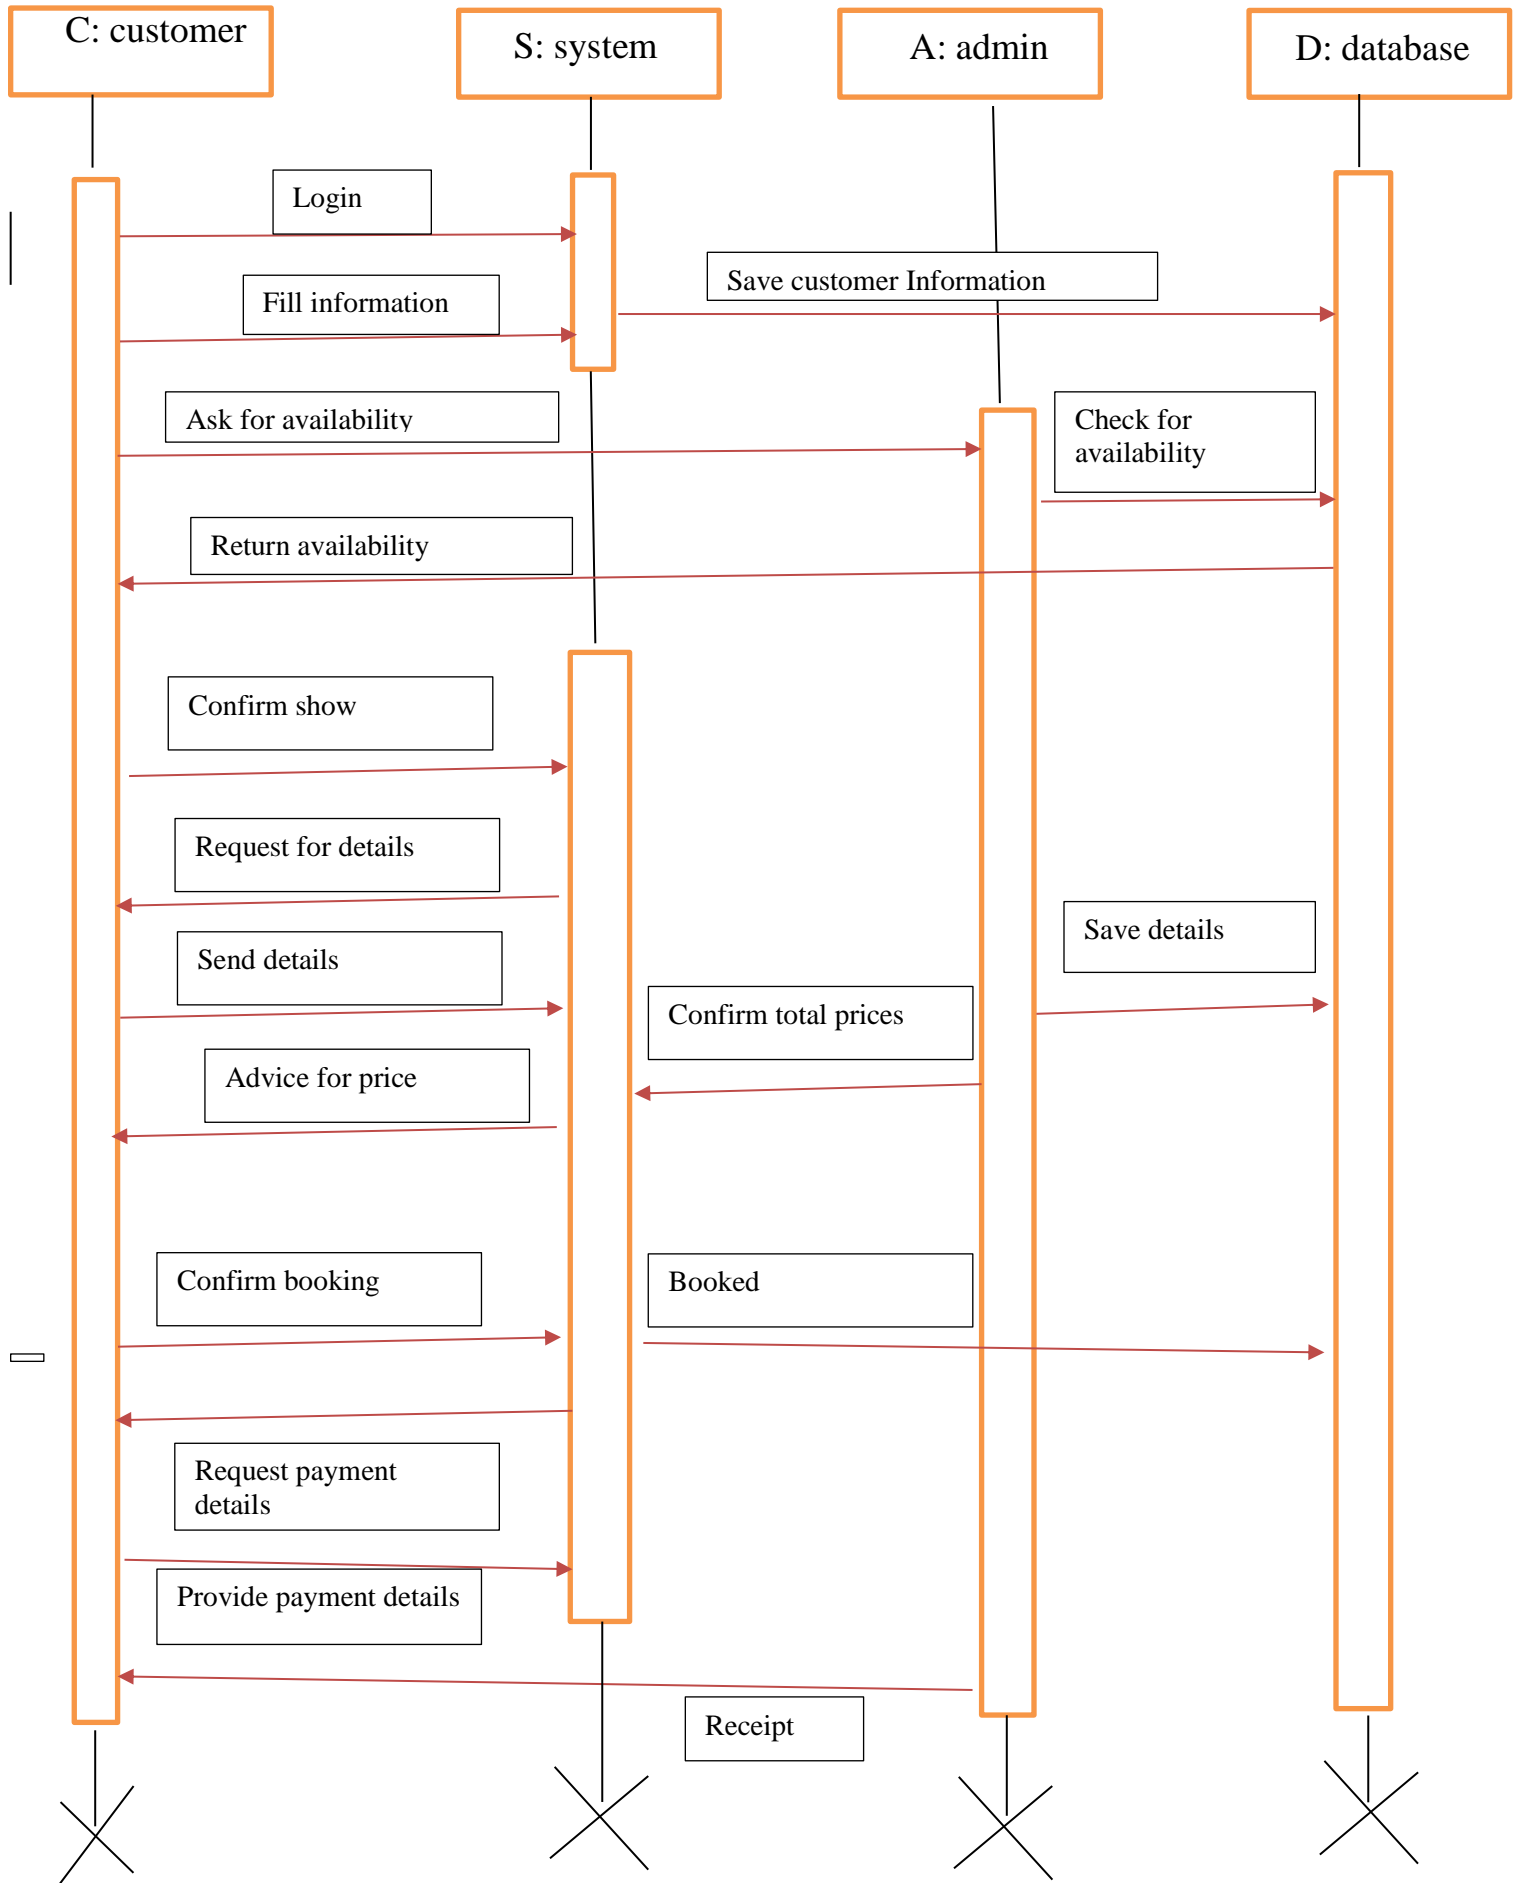 C: customer
S: system
A: admin
D: database
Login
Save customer Information
Fill information
Ask for availability
Check for
availability
Return availability
Confirm show
Request for details
Save details
Send details
Confirm total prices
Advice for price
Confirm booking
Booked
Request payment
details
Provide payment details
Receipt